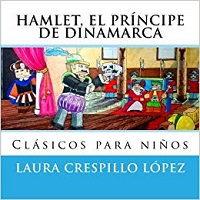 HAMLET, EL PRÍNCIPE
DE DINAMARCA
Clásicos para niños
LAURA CRESPILLO LÓPEZ